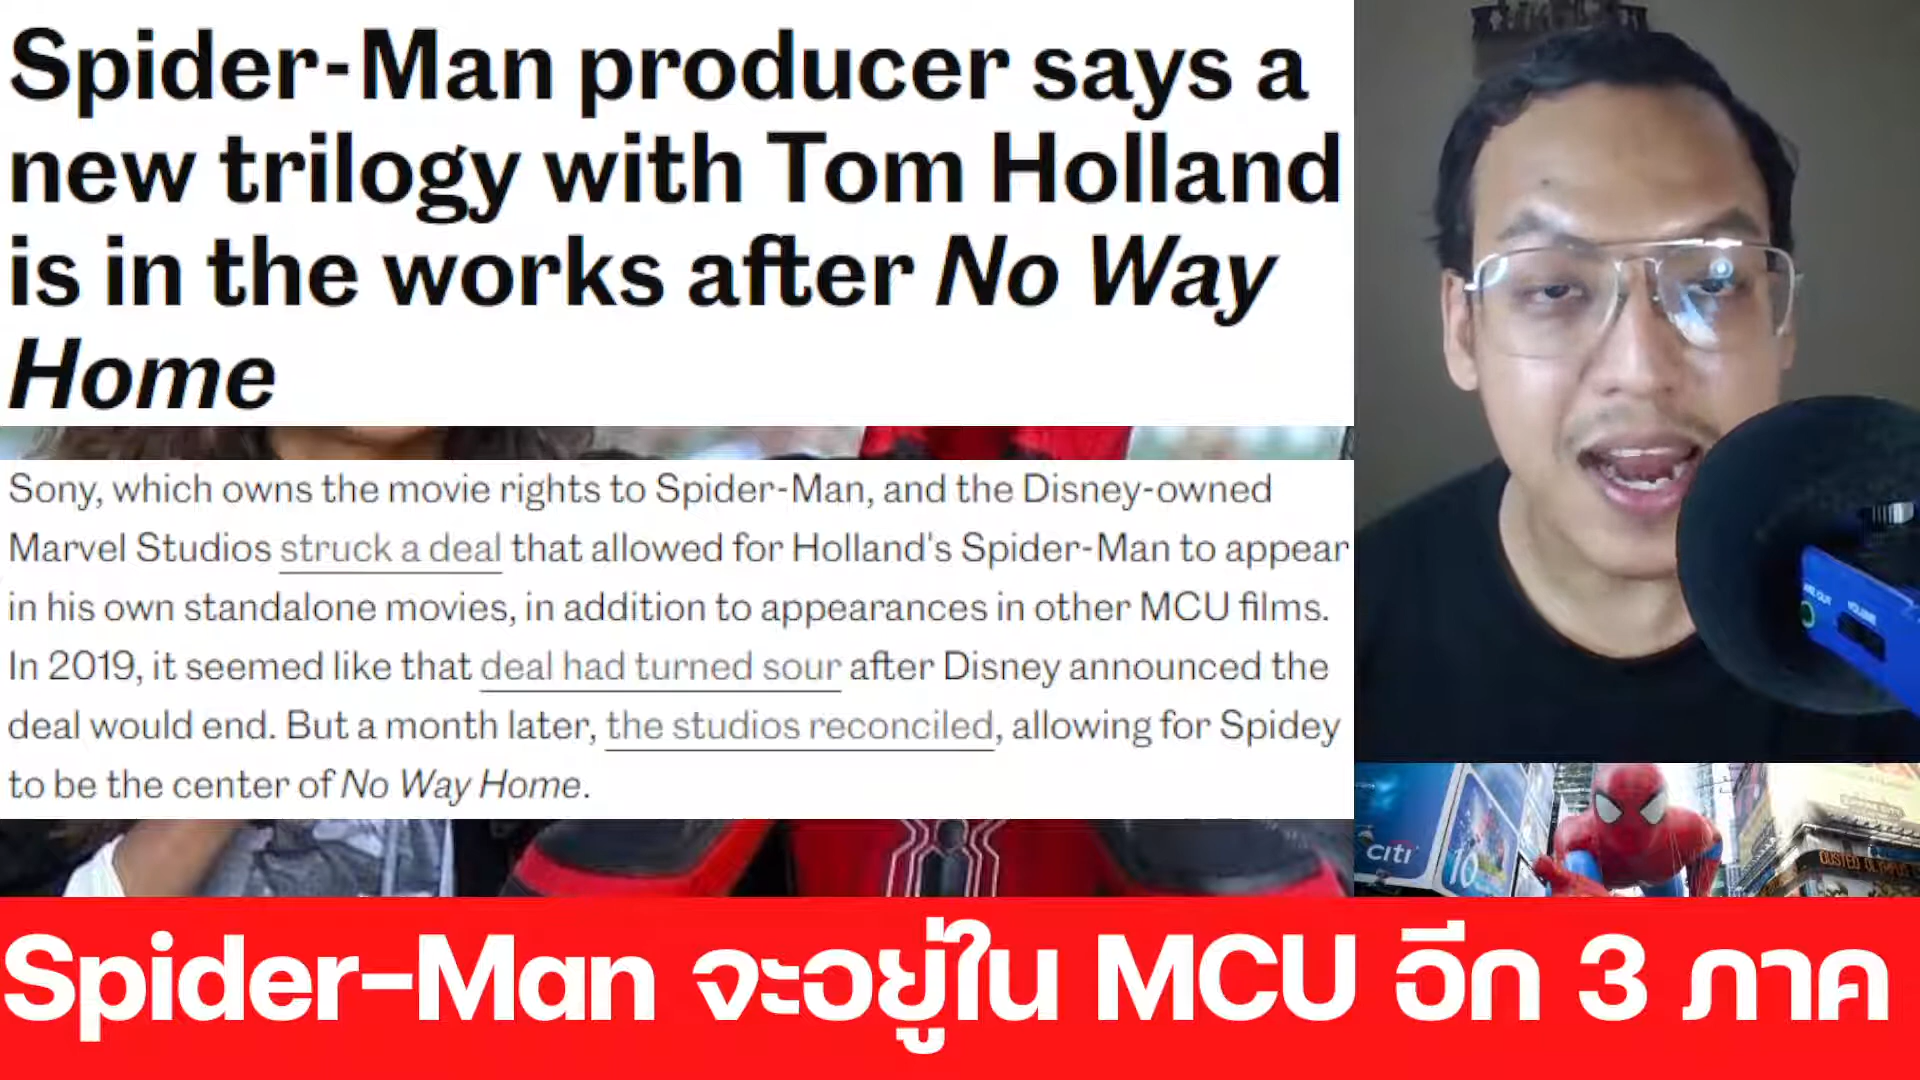 Spider-Man producer says a
new trilogy with Tom Holland
is in the works after No Way
Home
Sony, which owns the movie rights to Spider-Man, and the Disney-owned
Marvel Studios struck a deal that allowed for Holland's Spider-Man to appear
in his own standalone movies, in addition to appearances in other MCU films.
In 2019, it seemed like that deal had turned sour after Disney announced the
deal would end. But a month later, the studios reconciled, allowing for Spidey
to be the center of No Way Home.
VOLUME
citi
10
Spider-Man จะอยู่ใน MCU อีก 3 ภาค